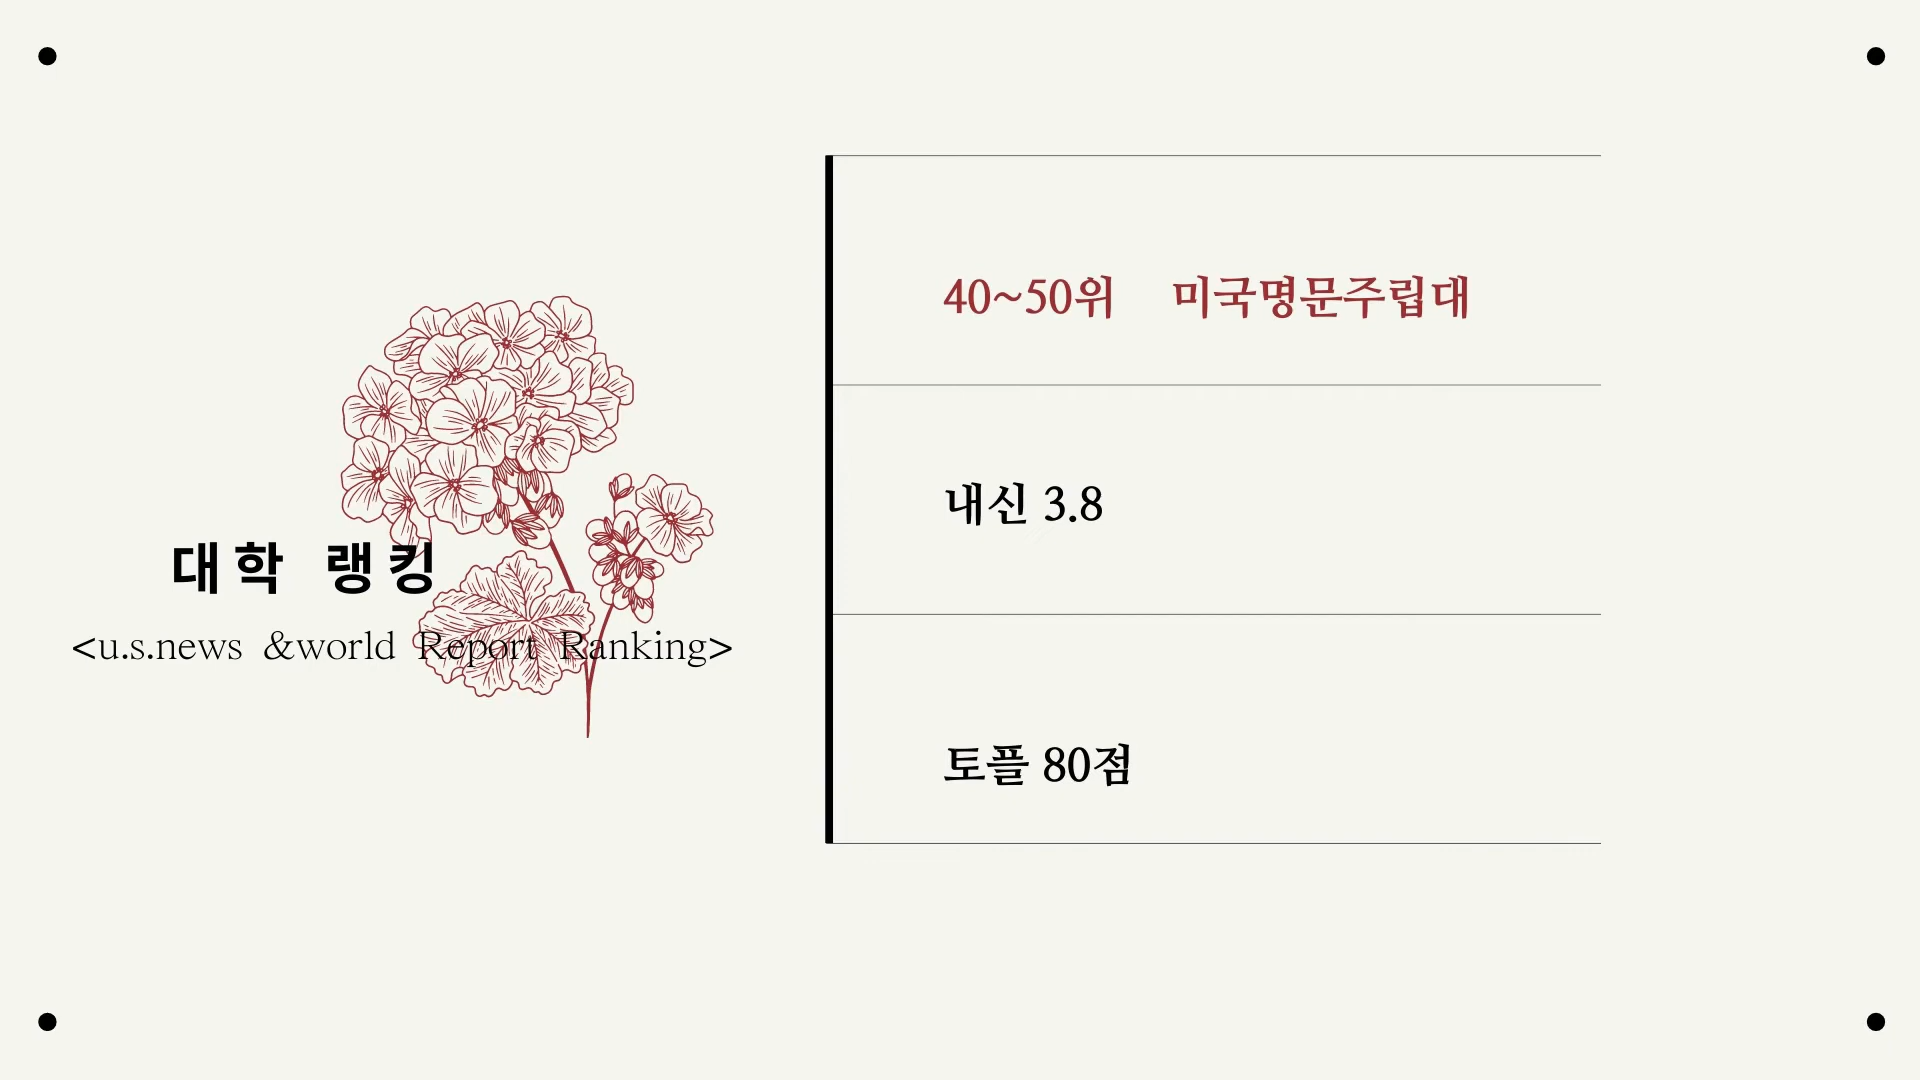 대학 랭킹
<u.s.news &world Report Ranking>
40~50위 미국명문주립대
내신 3.8
토플 80점